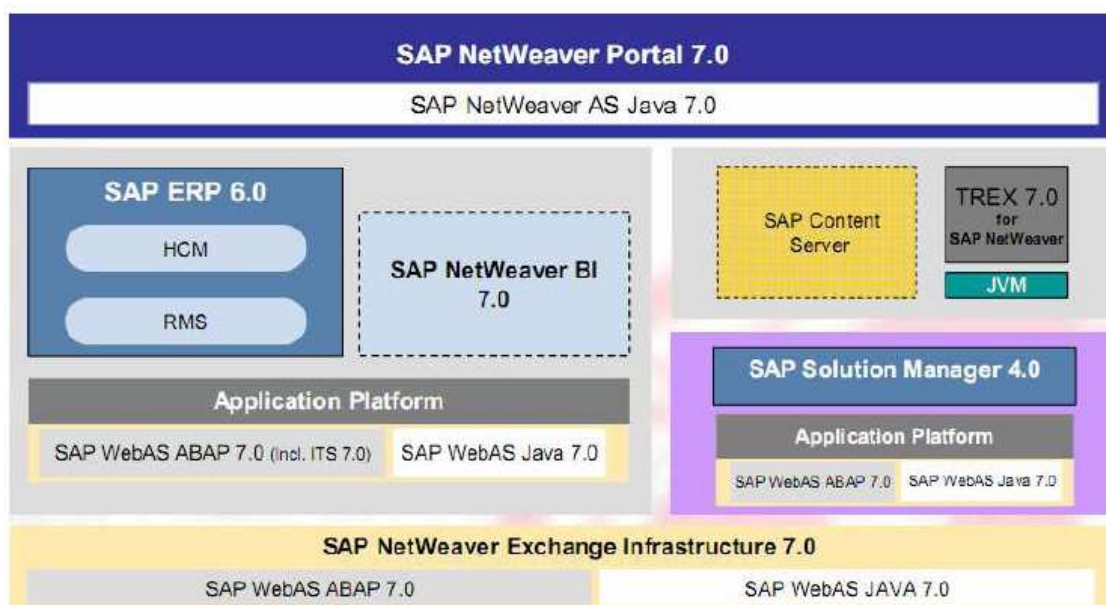 SAP NetWeaver Portal 7.0
SAP NetWeaver AS Java 7.0
SAP ERP 6.0
HCM
RMS
SAP NetWeaver BI
7.0
Application Platform
SAP WebAS ABAP 7.0 (Incl. ITS 7.0)
SAP WebAS Java 7.0
SAP Content
Server
TREX 7.0
for
SAP NetWeaver
JVM
SAP Solution Manager 4.0
Application Platform
SAP WebAS ABAP 7.0
SAP WebAS Java 7.0
SAP NetWeaver Exchange Infrastructure 7.0
SAP WebAS ABAP 7.0
SAP WebAS JAVA 7.0